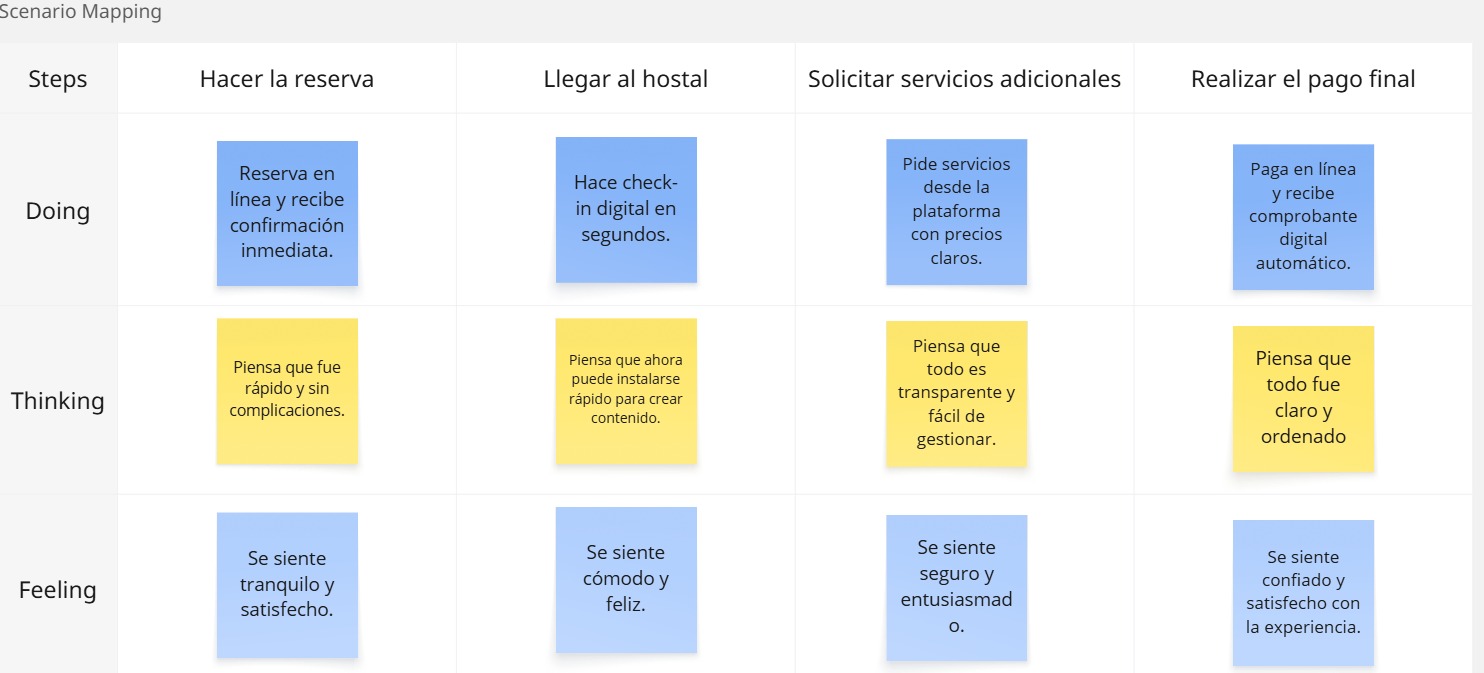 Scenario Mapping
Steps
Hacer la reserva
Llegar al hostal
Solicitar servicios adicionales
Realizar el pago final
Doing
Reserva en
línea y recibe
confirmación
inmediata.
Hace check-
in digital en
segundos.
Pide servicios
desde la
plataforma
con precios
claros.
Paga en línea
y recibe
comprobante
digital
automático.
Thinking
Piensa que fue
rápido y sin
complicaciones.
Piensa que ahora
puede instalarse
rápido para crear
contenido.
Piensa que
todo es
transparente y
fácil de
gestionar.
Piensa que
todo fue
claro y
ordenado
Feeling
Se siente
tranquilo y
satisfecho.
Se siente
cómodo y
feliz.
Se siente
seguro y
entusiasmad
o.
Se siente
confiado y
satisfecho con
la experiencia.